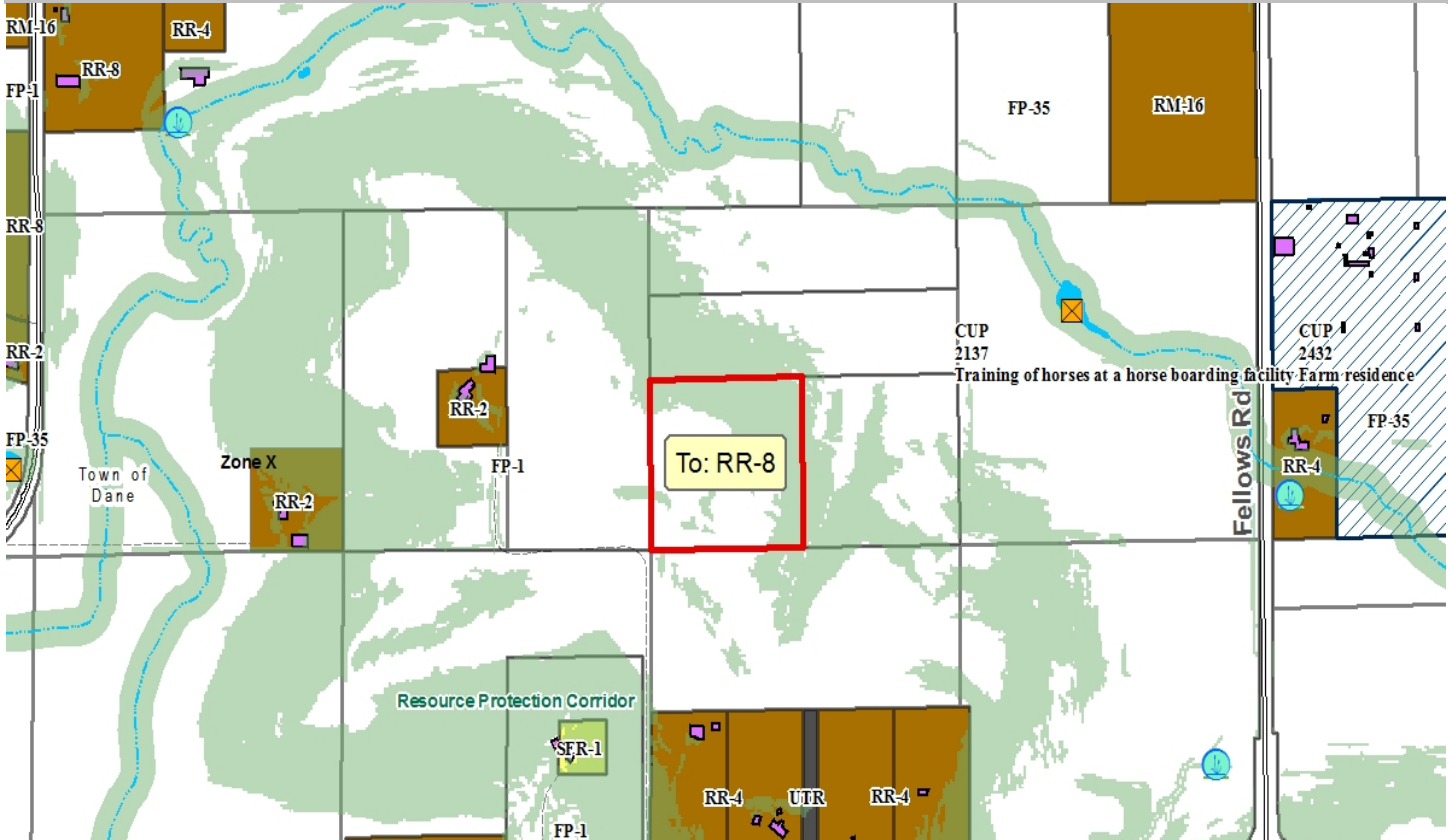 RM-16
RR-4
RR-8
FP-1
FP-35
RM-16
RR-8
RR-2
CUP
2137
Training of horses at a horse boarding facility
CUP
2432
Farm residence
RR-2
FP-35
Fellows Rd
FP-35
Town of
Dane
Zone X
RR-2
FP-1
To: RR-8
RR-4
Resource Protection Corridor
SFR-1
RR-4
UTR
RR-4
FP-1